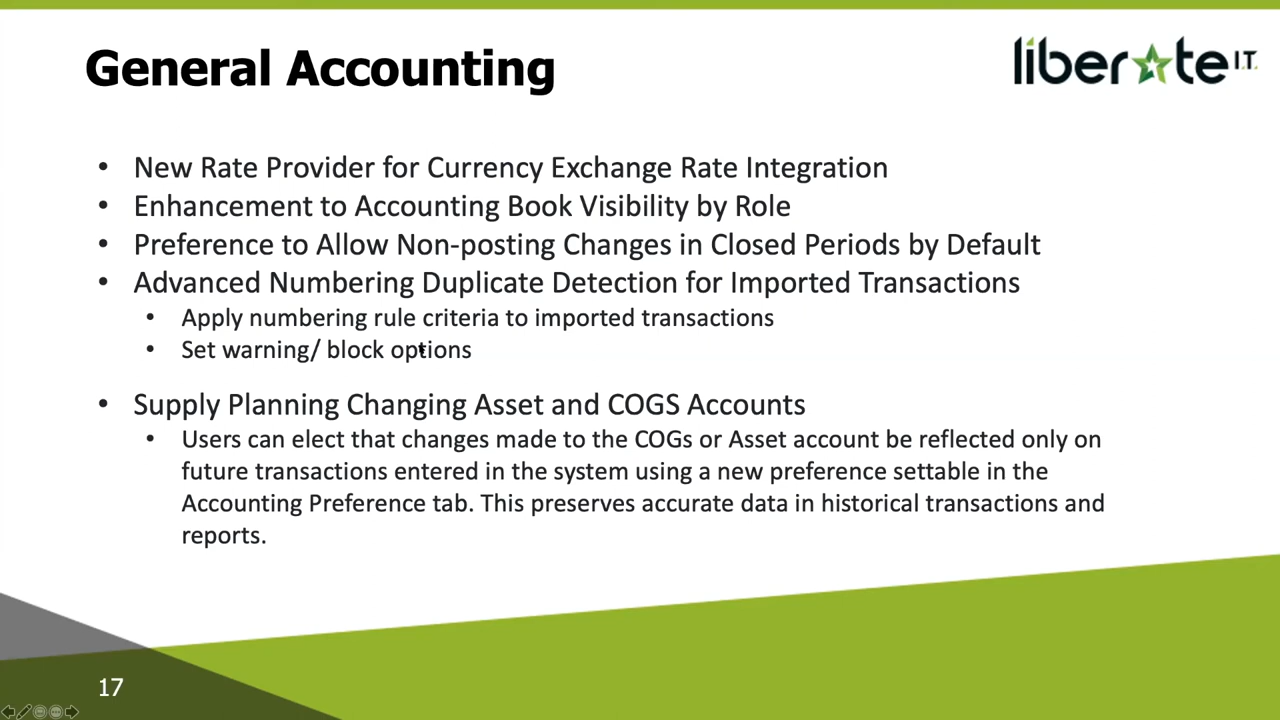 General Accounting
liberate I.T.
• New Rate Provider for Currency Exchange Rate Integration
• Enhancement to Accounting Book Visibility by Role
• Preference to Allow Non-posting Changes in Closed Periods by Default
• Advanced Numbering Duplicate Detection for Imported Transactions
• Apply numbering rule criteria to imported transactions
• Set warning/ block options
• Supply Planning Changing Asset and COGS Accounts
• Users can elect that changes made to the COGs or Asset account be reflected only on
future transactions entered in the system using a new preference settable in the
Accounting Preference tab. This preserves accurate data in historical transactions and
reports.
17